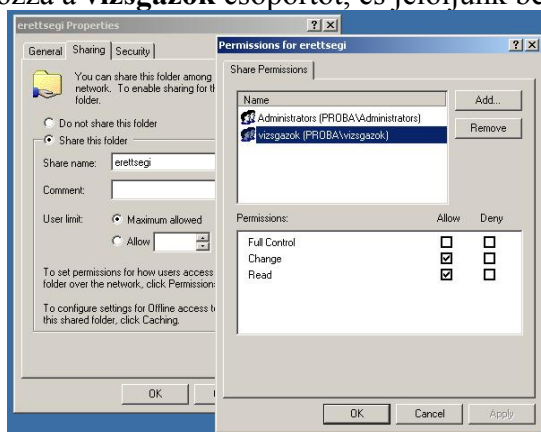 ozza a vizsgazok csoportot, és jelöljük be
erettsegi Properties
General Sharing Security
You can share this folder among
network. To enable sharing for th
folder.
Do not share this folder
Share this folder
Share name: erettsegi
Comment:
User limit: Maximum allowed
Allow
To set permissions for how users access
folder over the network, click Permission
To configure settings for Offline access t
this shared folder, click Caching.
OK
Permissions for erettsegi
Share Permissions
Name
Administrators (PROBA\Administrators)
vizsgazok (PROBA\vizsgazok)
Add...
Remove
Permissions: Allow Deny
Full Control
Change
Read
OK Cancel Apply